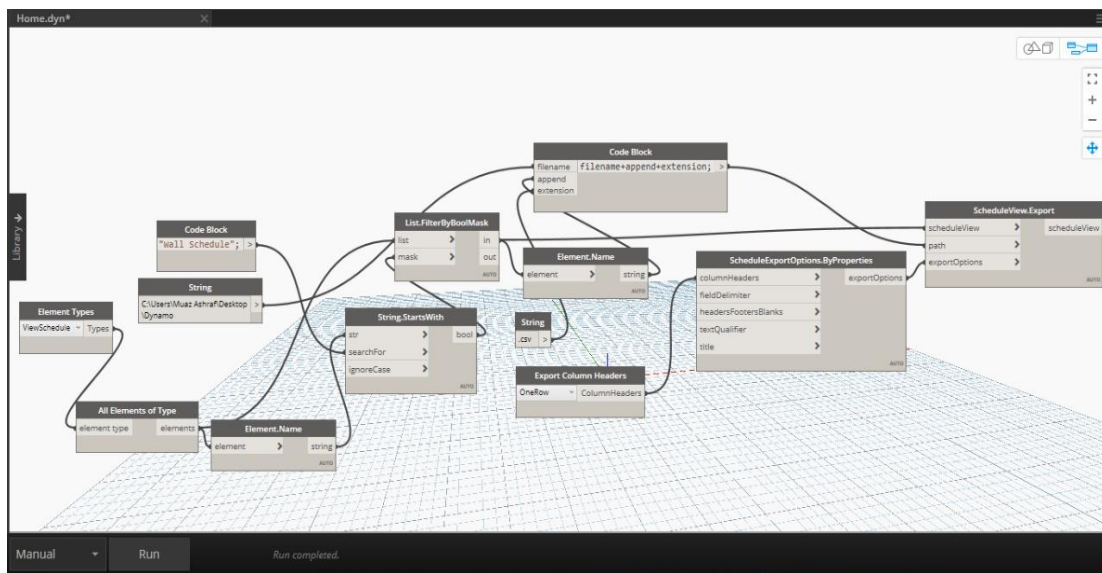 Home.dyn*
Library
Code Block
filename
filename+append+extension; >
append
extension
Code Block
"Wall Schedule"; >
List.FilterByBoolMask
list > in
mask > out
AUTO
ScheduleView.Export
scheduleView > scheduleView
path >
exportOptions >
AUTO
Element.Name
element > string
AUTO
ScheduleExportOptions.ByProperties
columnHeaders > exportOptions
fieldDelimiter >
headersFootersBlanks >
textQualifier >
title >
AUTO
String
C:\Users\Muaz Ashraf\Desktop >
\Dynamo
Element Types
ViewSchedule Types
String.StartsWith
str > bool
searchFor >
ignoreCase >
AUTO
String
.csv >
Export Column Headers
OneRow ColumnHeaders
All Elements of Type
element type elements
Element.Name
element > string
AUTO
Manual
Run
Run completed.